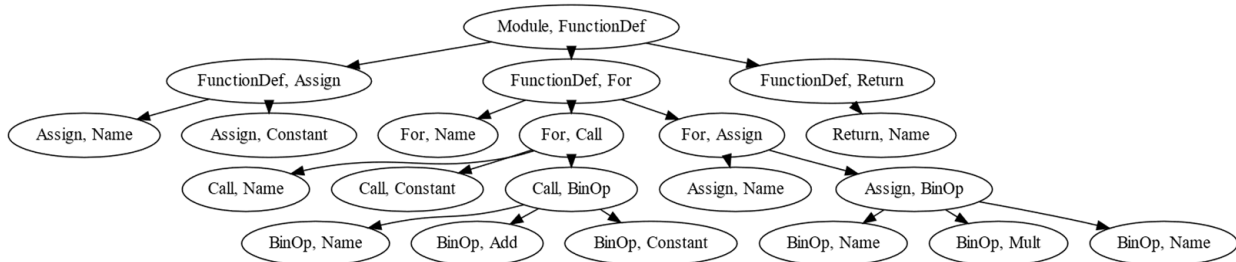 Module, FunctionDef
FunctionDef, Assign
FunctionDef, For
FunctionDef, Return
Assign, Name
Assign, Constant
For, Name
For, Call
For, Assign
Return, Name
Call, Name
Call, Constant
Call, BinOp
Assign, Name
Assign, BinOp
BinOp, Name
BinOp, Add
BinOp, Constant
BinOp, Name
BinOp, Mult
BinOp, Name